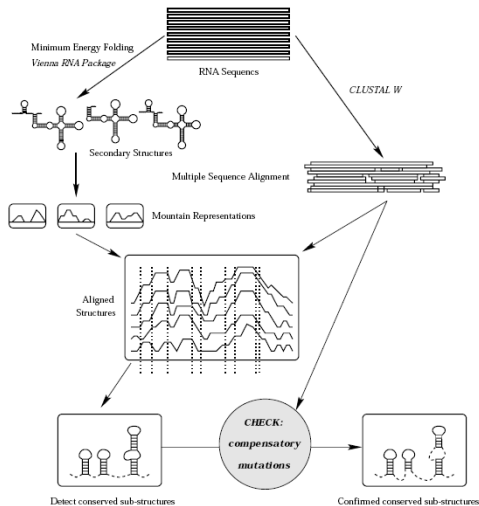 Minimum Energy Folding
Vienna RNA Package
RNA Sequencs
CLUSTAL W
Secondary Structures
Multiple Sequence Alignment
Mountain Representations
Aligned
Structures
CHECK:
compensatory
mutations
Detect conserved sub-structures
Confirmed conserved sub-structures